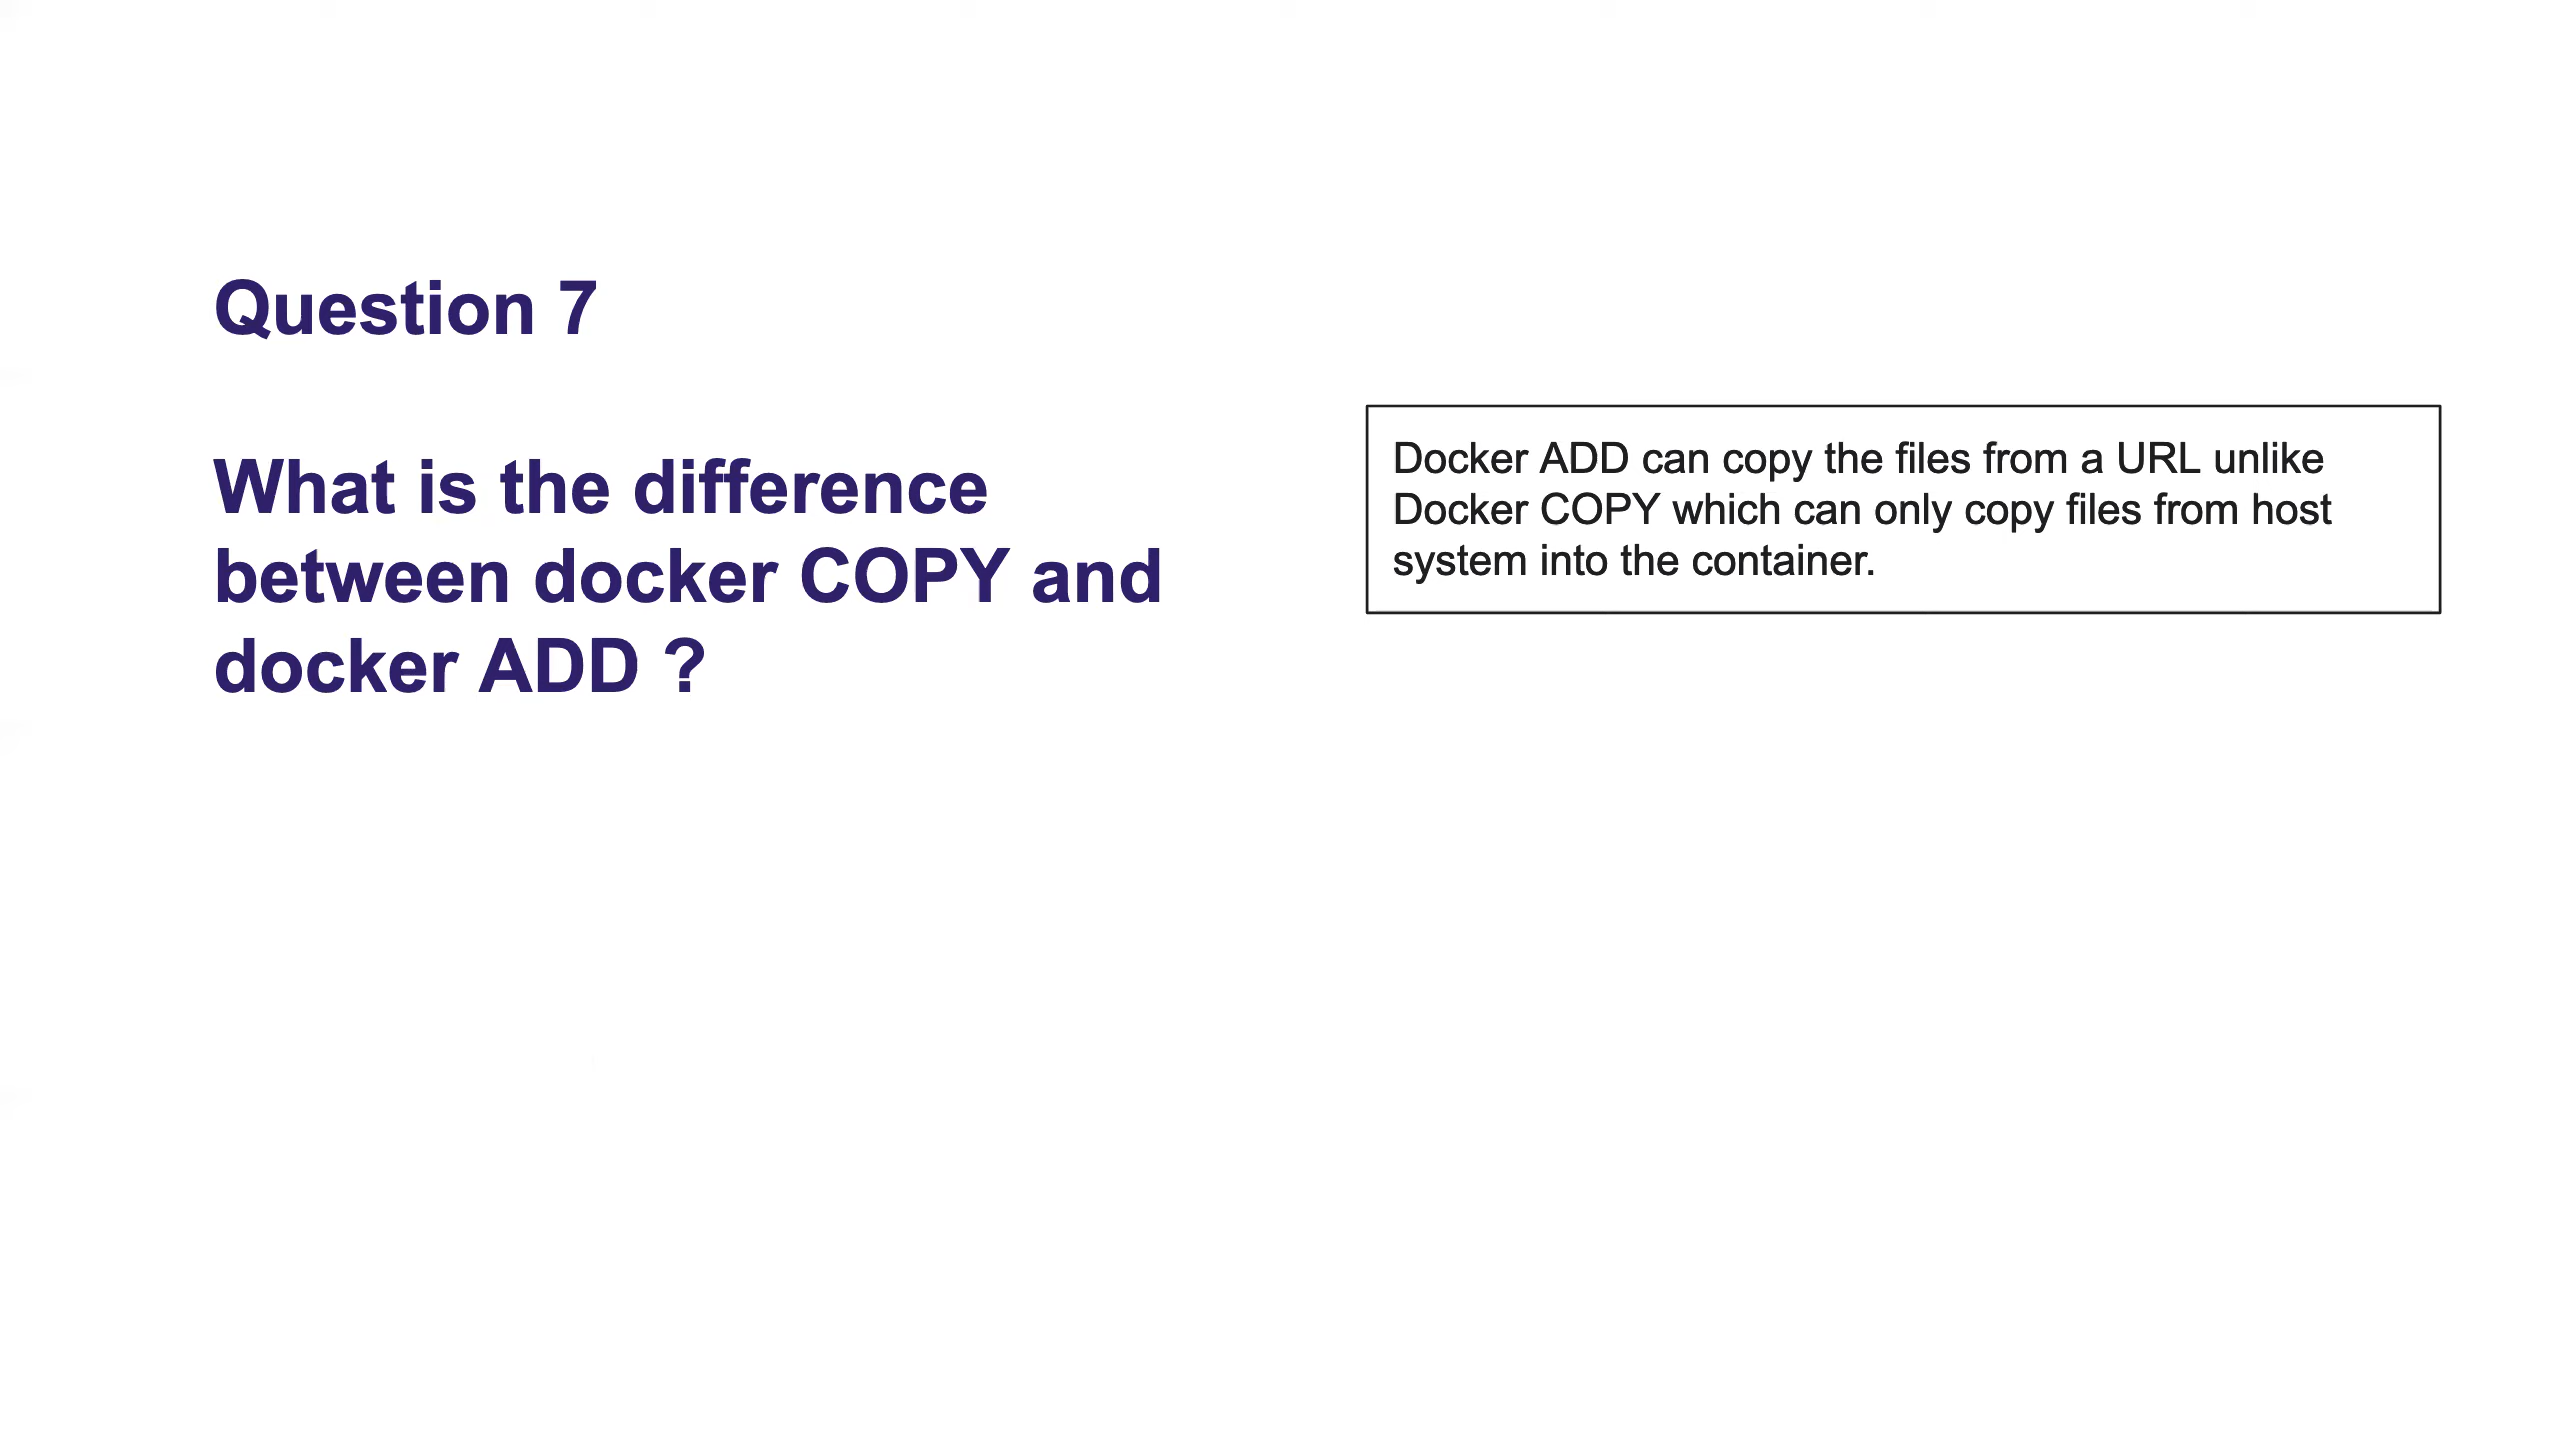 Question 7
What is the difference
between docker COPY and
docker ADD ?
Docker ADD can copy the files from a URL unlike
Docker COPY which can only copy files from host
system into the container.